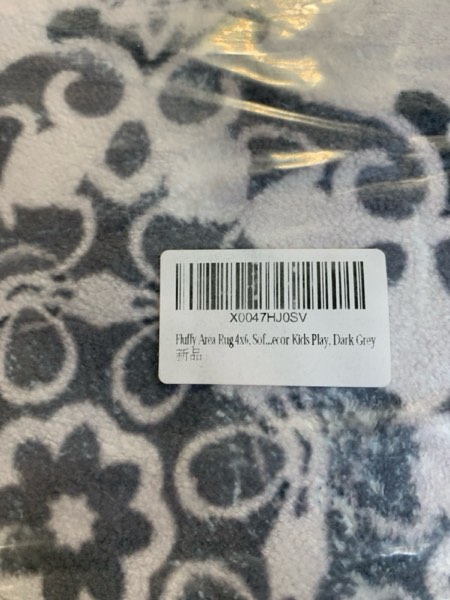 X0047HJ0SV
Fluffy Area Rug 4x6, Sof...ecor Kids Play, Dark Grey
新品